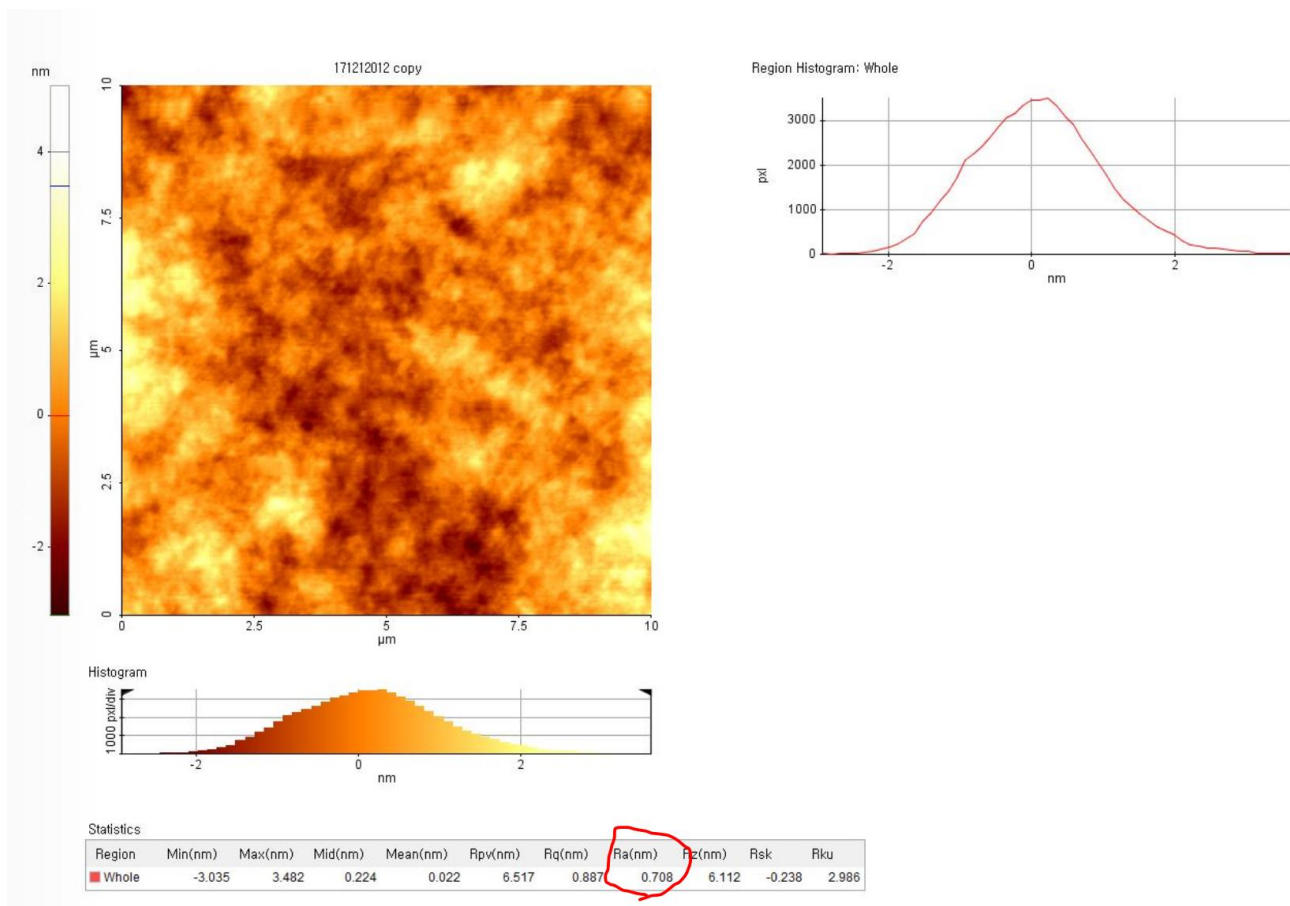 171212012 copy
nm
4
2
0
-2
10
7.5
µm
5
2.5
0
0 2.5 5 7.5 10
µm
Region Histogram: Whole
3000
2000
pxl
1000
0
-2 0 2
nm
Histogram
1000 pxl/div
-2 0 2
nm
Statistics
Region Min(nm) Max(nm) Mid(nm) Mean(nm) Rpv(nm) Rq(nm) Ra(nm) Rz(nm) Rsk Rku
Whole -3.035 3.482 0.224 0.022 6.517 0.887 0.708 6.112 -0.238 2.986